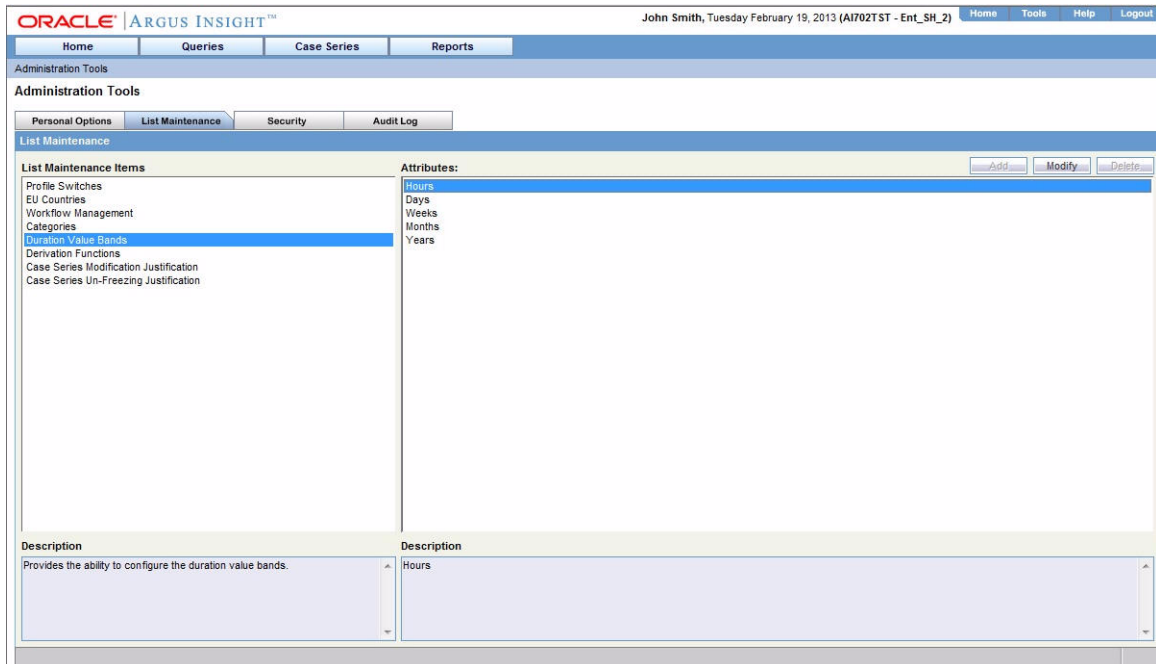 ORACLE® | ARGUS INSIGHT™
John Smith, Tuesday February 19, 2013 (AI702TST - Ent_SH_2)
Home Tools Help Logout
Home Queries Case Series Reports
Administration Tools
Administration Tools
Personal Options List Maintenance Security Audit Log
List Maintenance
List Maintenance Items
Profile Switches
EU Countries
Workflow Management
Categories
Duration Value Bands
Derivation Functions
Case Series Modification Justification
Case Series Un-Freezing Justification
Attributes:
Add Modify Delete
Hours
Days
Weeks
Months
Years
Description
Provides the ability to configure the duration value bands.
Description
Hours